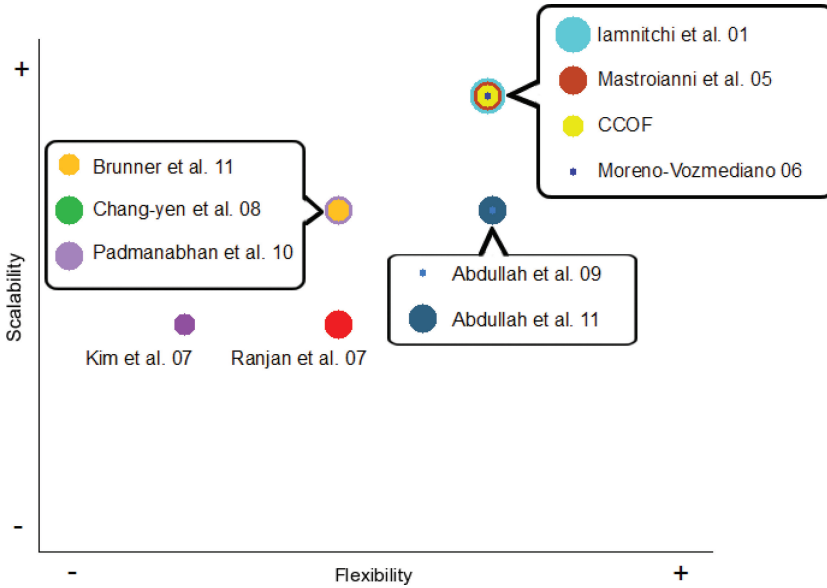 +
Iamnitchi et al. 01
Mastroianni et al. 05
CCOF
Moreno-Vozmediano 06
Brunner et al. 11
Chang-yen et al. 08
Padmanabhan et al. 10
Abdullah et al. 09
Abdullah et al. 11
Scalability
Kim et al. 07
Ranjan et al. 07
-
-
Flexibility
+